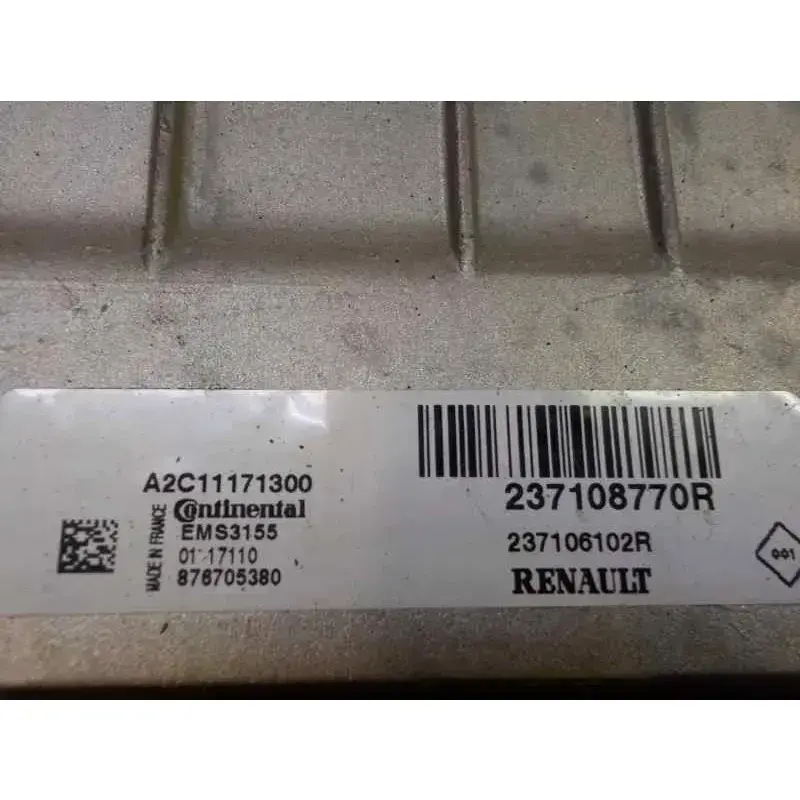 A2C11171300
Continental
EMS3155
01 17110
876705380
MADE IN FRANCE
237108770R
237106102R
RENAULT
001